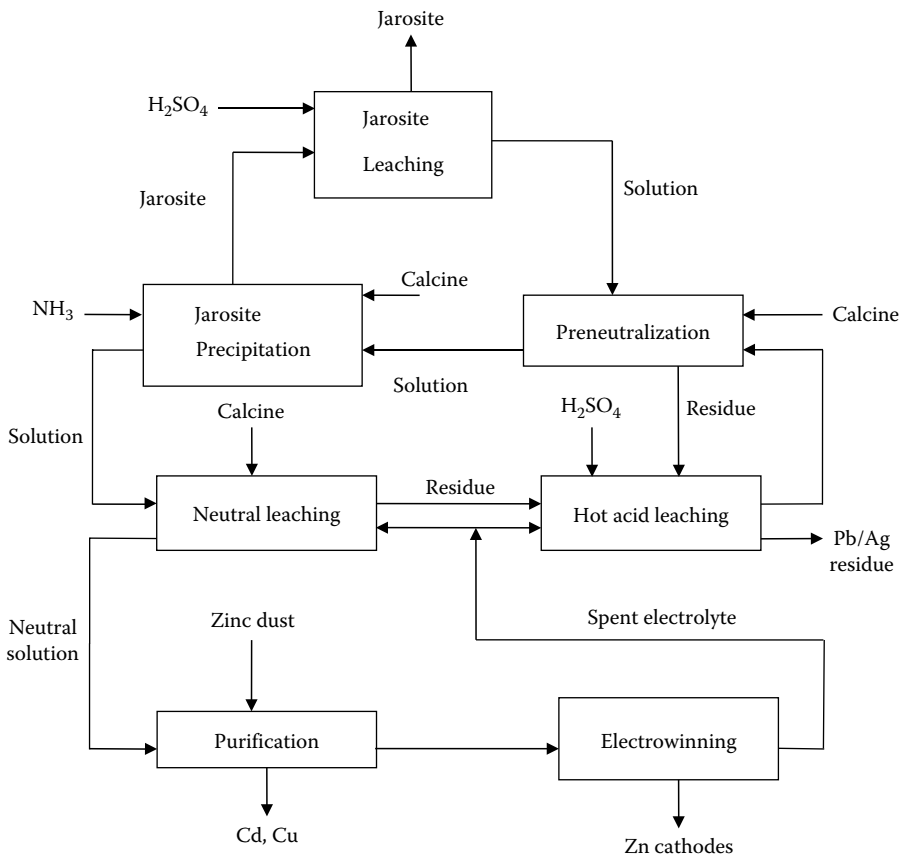 Jarosite
H₂SO₄
Jarosite
Leaching
Jarosite
Solution
Calcine
NH₃
Jarosite
Precipitation
Preneutralization
Calcine
Solution
Calcine
H₂SO₄
Residue
Solution
Residue
Neutral leaching
Hot acid leaching
Pb/Ag
residue
Neutral
solution
Zinc dust
Spent electrolyte
Purification
Electrowinning
Cd, Cu
Zn cathodes